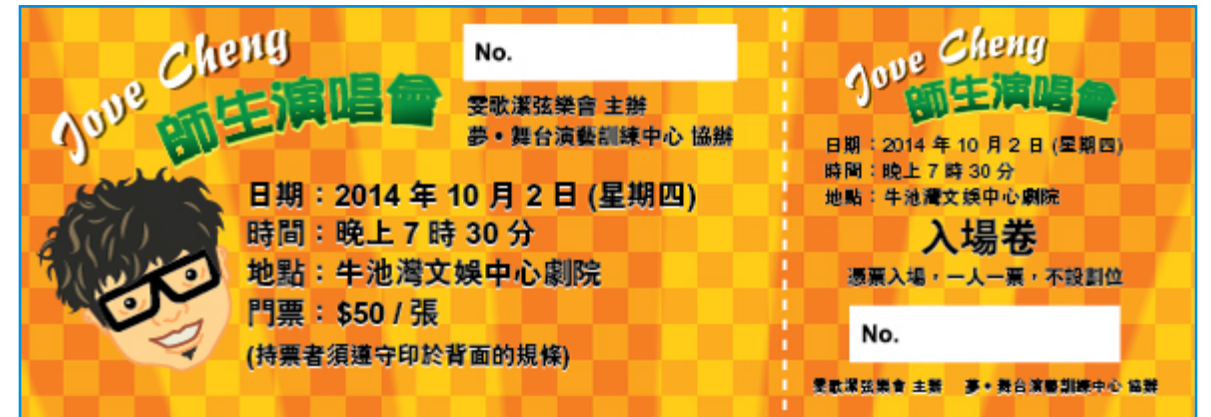 Jove Cheng
師生演唱會
No.
雯歌潔弦樂會 主辦
夢・舞台演藝訓練中心 協辦
日期：2014 年 10 月 2 日 (星期四)
時間：晚上 7 時 30 分
地點：牛池灣文娛中心劇院
門票：$50 / 張
(持票者須遵守印於背面的規條)
Jove Cheng
師生演唱會
日期：2014 年 10 月 2 日 (星期四)
時間：晚上 7 時 30 分
地點：牛池灣文娛中心劇院
入場卷
憑票入場，一人一票，不設劃位
No.
雯歌潔弦樂會 主辦 夢・舞台演藝訓練中心 協辦